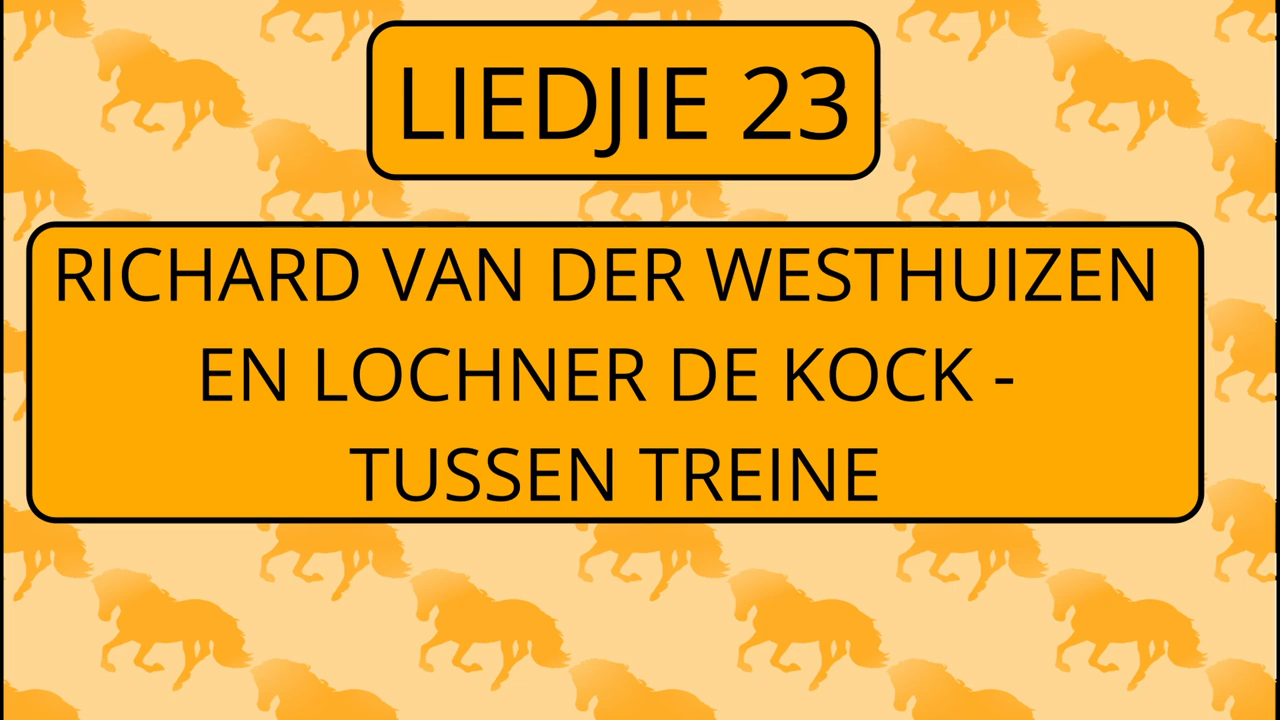 LIEDJIE 23
RICHARD VAN DER WESTHUIZEN
EN LOCHNER DE KOCK -
TUSSEN TREINE